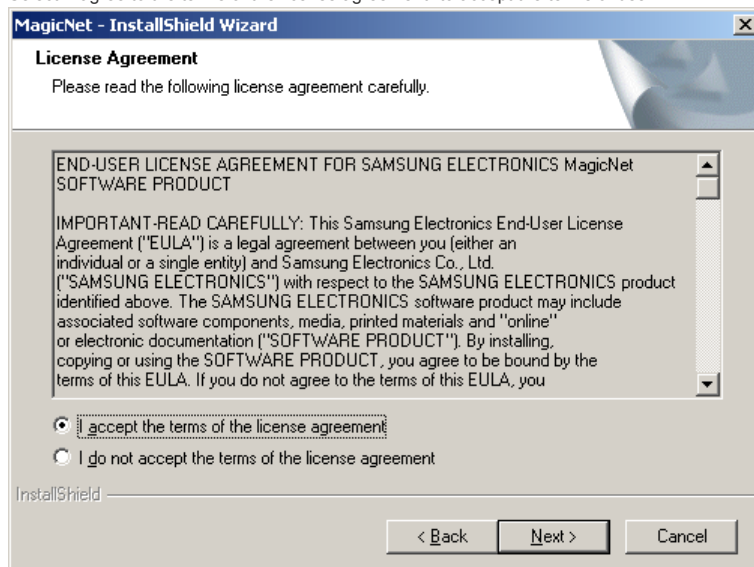 MagicNet - InstallShield Wizard
License Agreement
Please read the following license agreement carefully.
END-USER LICENSE AGREEMENT FOR SAMSUNG ELECTRONICS MagicNet
SOFTWARE PRODUCT
IMPORTANT-READ CAREFULLY: This Samsung Electronics End-User License
Agreement ("EULA") is a legal agreement between you (either an
individual or a single entity) and Samsung Electronics Co., Ltd.
("SAMSUNG ELECTRONICS") with respect to the SAMSUNG ELECTRONICS product
identified above. The SAMSUNG ELECTRONICS software product may include
associated software components, media, printed materials and "online"
or electronic documentation ("SOFTWARE PRODUCT"). By installing,
copying or using the SOFTWARE PRODUCT, you agree to be bound by the
terms of this EULA. If you do not agree to the terms of this EULA, you
I accept the terms of the license agreement
I do not accept the terms of the license agreement
InstallShield
< Back
Next >
Cancel